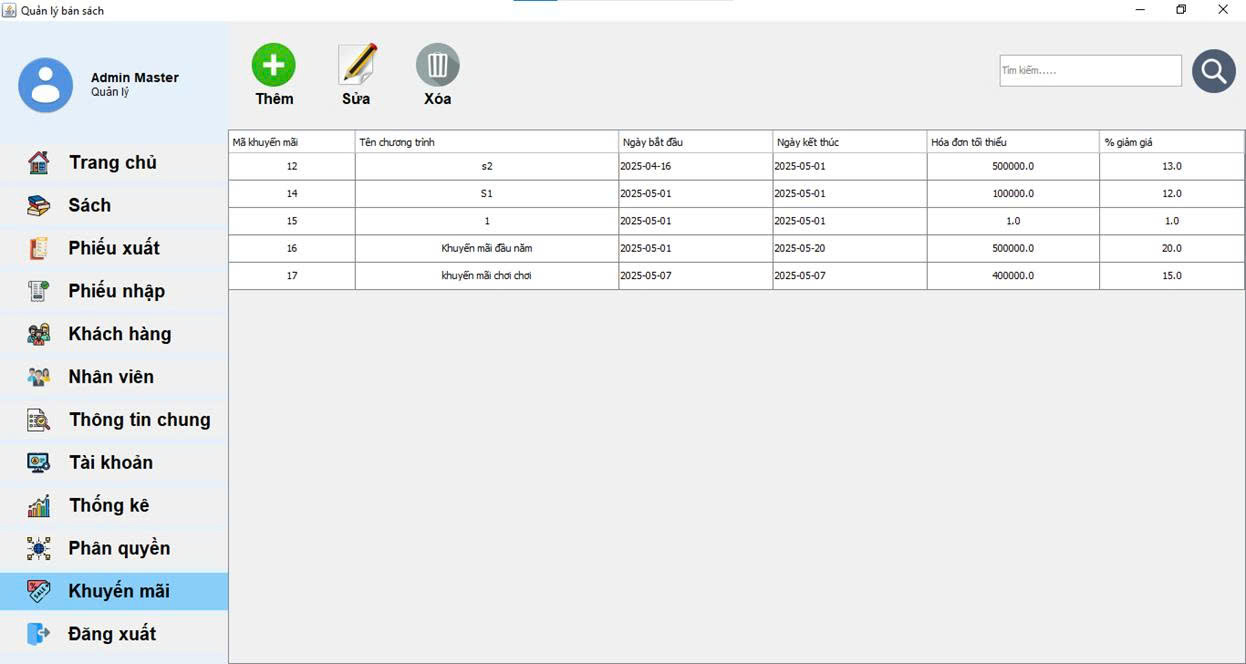 Quản lý bán sách
Admin Master
Quản lý
Thêm
Sửa
Xóa
Tìm kiếm.....
Trang chủ
Sách
Phiếu xuất
Phiếu nhập
Khách hàng
Nhân viên
Thông tin chung
Tài khoản
Thống kê
Phân quyền
Khuyến mãi
Đăng xuất
Mã khuyến mãi Tên chương trình Ngày bắt đầu Ngày kết thúc Hóa đơn tối thiểu % giảm giá
12 s2 2025-04-16 2025-05-01 500000.0 13.0
14 S1 2025-05-01 2025-05-01 100000.0 12.0
15 1 2025-05-01 2025-05-01 1.0 1.0
16 Khuyến mãi đầu năm 2025-05-01 2025-05-20 500000.0 20.0
17 khuyến mãi chơi chơi 2025-05-07 2025-05-07 400000.0 15.0